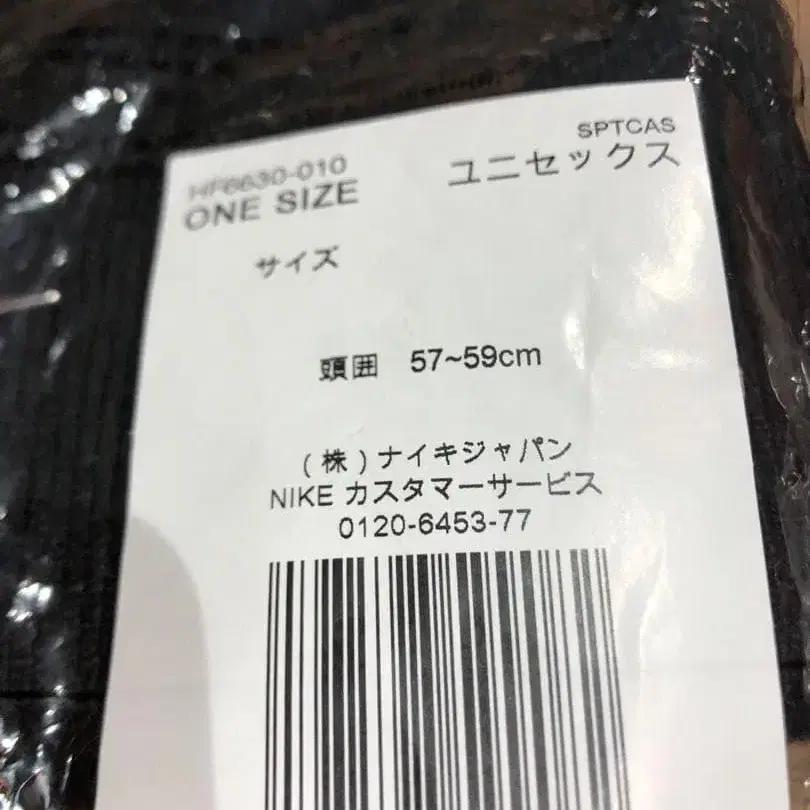 HF6630-010
SPTCAS
ONE SIZE
ユニセックス
サイズ
頭囲 57~59cm
(株)ナイキジャパン
NIKE カスタマーサービス
0120-6453-77